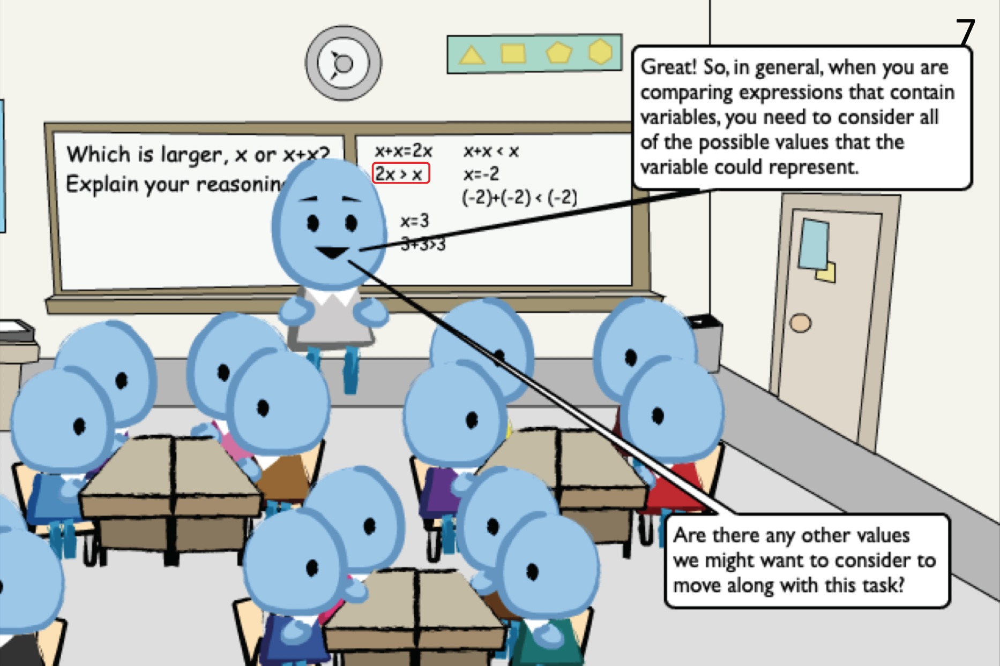 7
Great! So, in general, when you are
comparing expressions that contain
variables, you need to consider all
of the possible values that the
variable could represent.
Which is larger, x or x+x?
Explain your reasoning
x+x=2x
2x > x
x=3
3+3>3
x+x < x
x=-2
(-2)+(-2) < (-2)
Are there any other values
we might want to consider to
move along with this task?